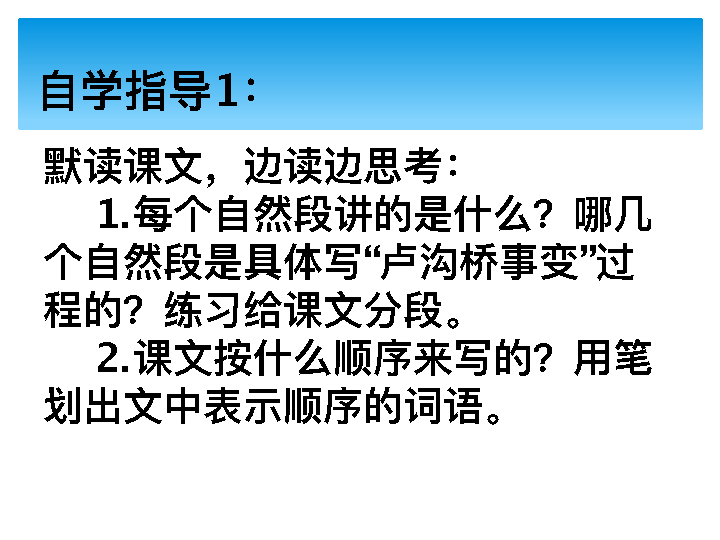 自学指导1：
默读课文，边读边思考：
1.每个自然段讲的是什么？哪几
个自然段是具体写“卢沟桥事变”过
程的？练习给课文分段。
2.课文按什么顺序来写的？用笔
划出文中表示顺序的词语。